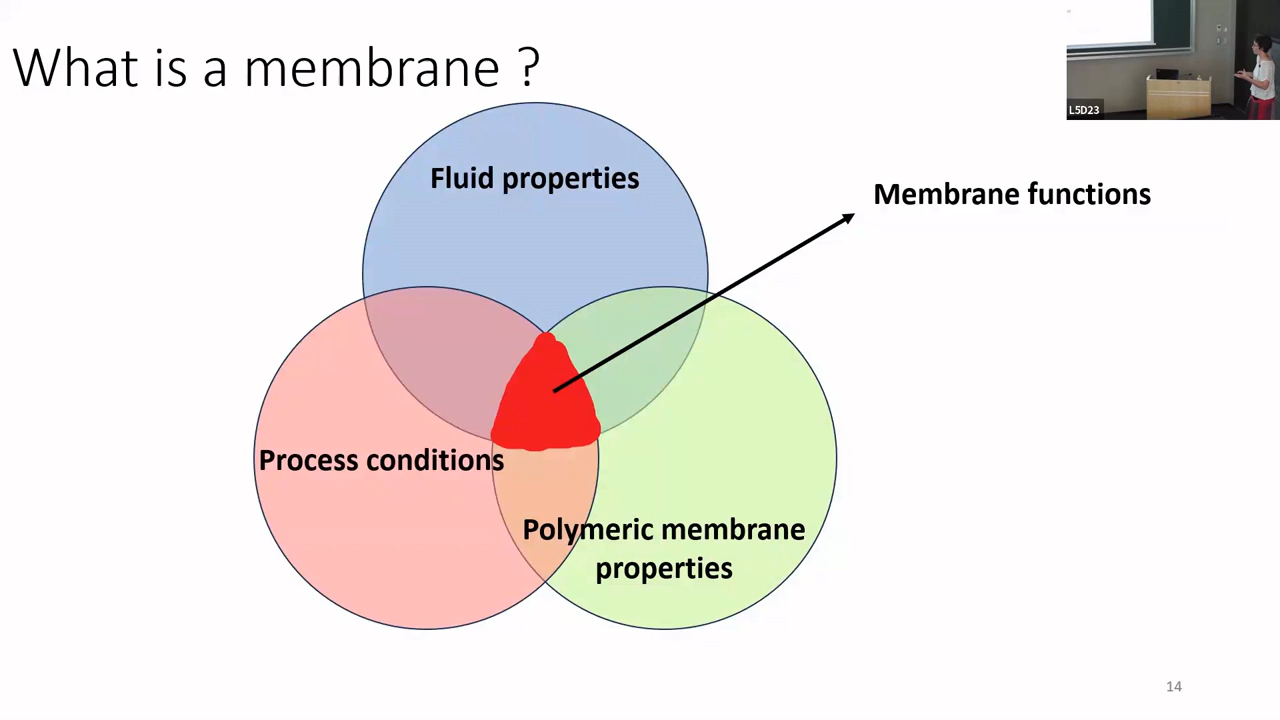 What is a membrane ?
L5D23
Fluid properties
Membrane functions
Process conditions
Polymeric membrane
properties
14